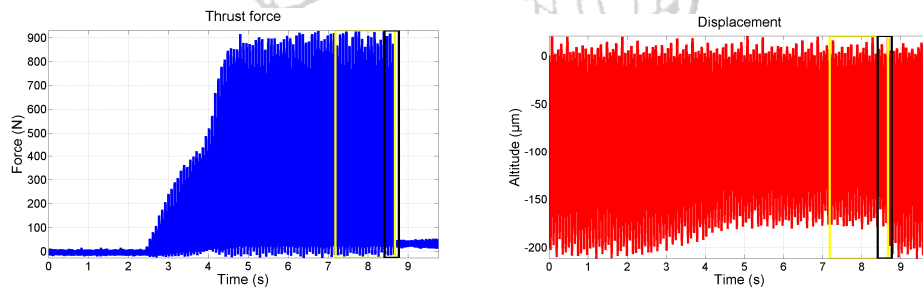 Thrust force
900
800
700
600
500
400
300
200
100
0
Force (N)
0 1 2 3 4 5 6 7 8 9
Time (s)
Displacement
0
-50
-100
-150
-200
Altitude (µm)
0 1 2 3 4 5 6 7 8 9
Time (s)